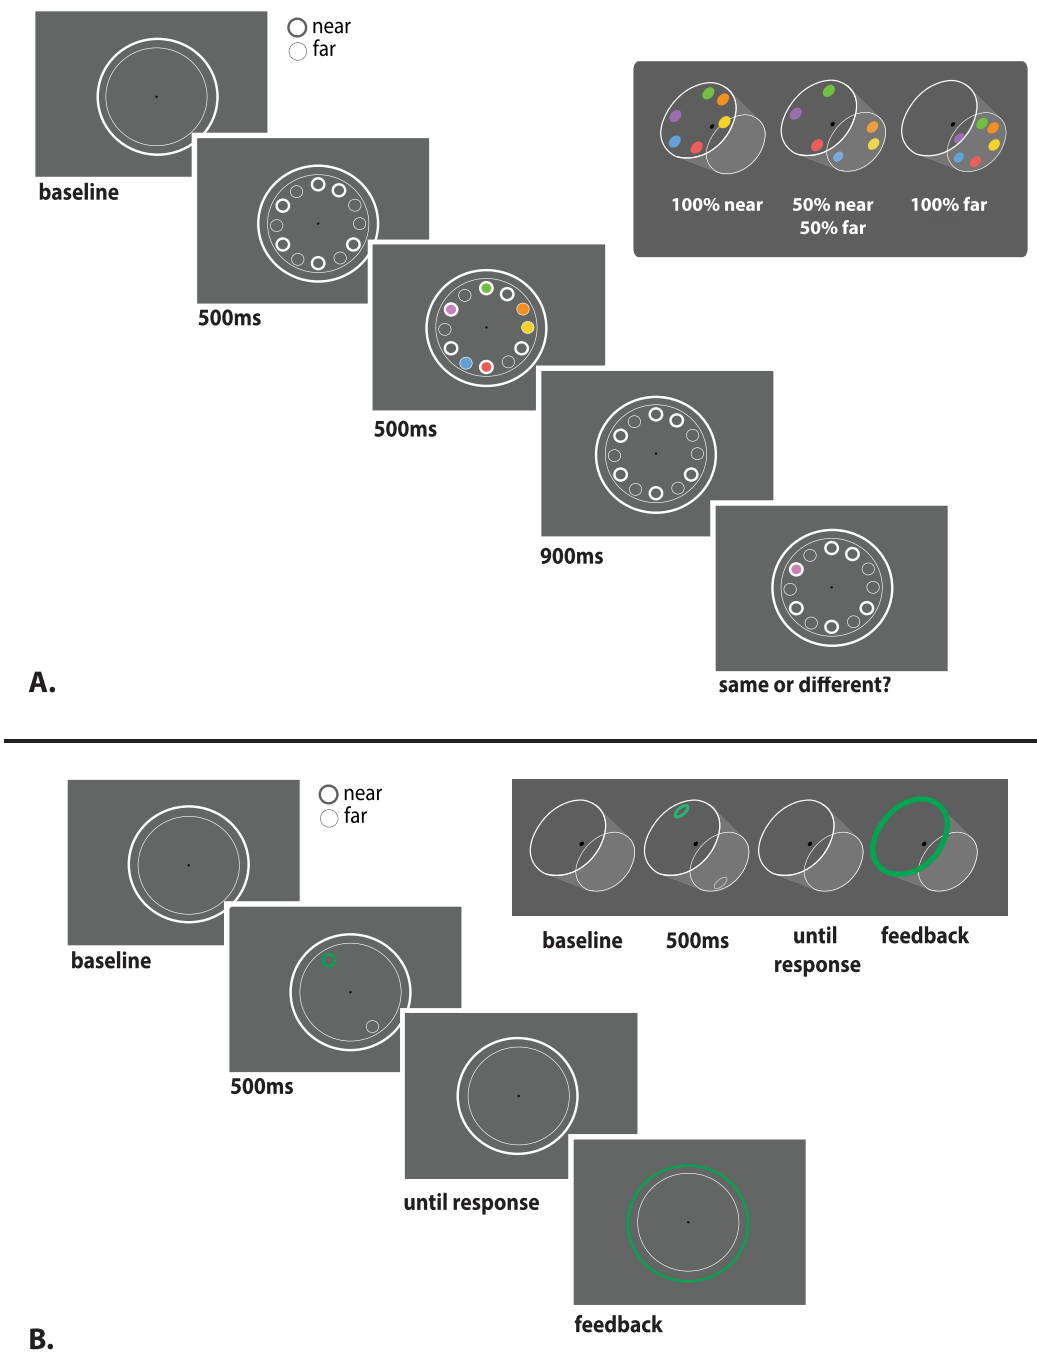 near
far
baseline
500ms
500ms
900ms
same or different?
100% near
50% near
50% far
100% far
A.
near
far
baseline
500ms
until response
feedback
baseline
500ms
until
response
feedback
B.